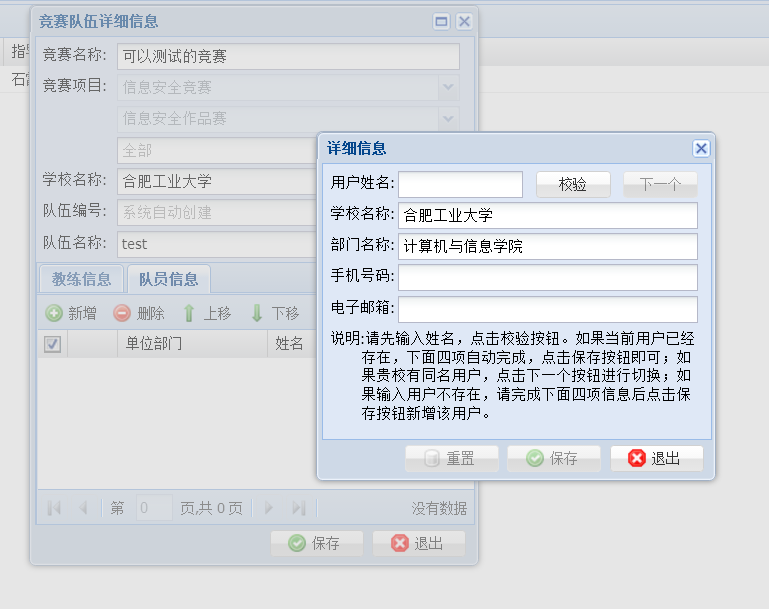 竞赛队伍详细信息
竞赛名称: 可以测试的竞赛
竞赛项目: 信息安全竞赛
信息安全作品赛
全部
学校名称: 合肥工业大学
队伍编号: 系统自动创建
队伍名称: test
教练信息 队员信息
新增 删除 上移 下移
单位部门 姓名
第 0 页,共 0 页 没有数据
保存 退出
详细信息
用户姓名: 校验 下一个
学校名称: 合肥工业大学
部门名称: 计算机与信息学院
手机号码:
电子邮箱:
说明:请先输入姓名，点击校验按钮。如果当前用户已经
存在，下面四项自动完成，点击保存按钮即可；如
果贵校有同名用户，点击下一个按钮进行切换；如
果输入用户不存在，请完成下面四项信息后点击保
存按钮新增该用户。
重置 保存 退出